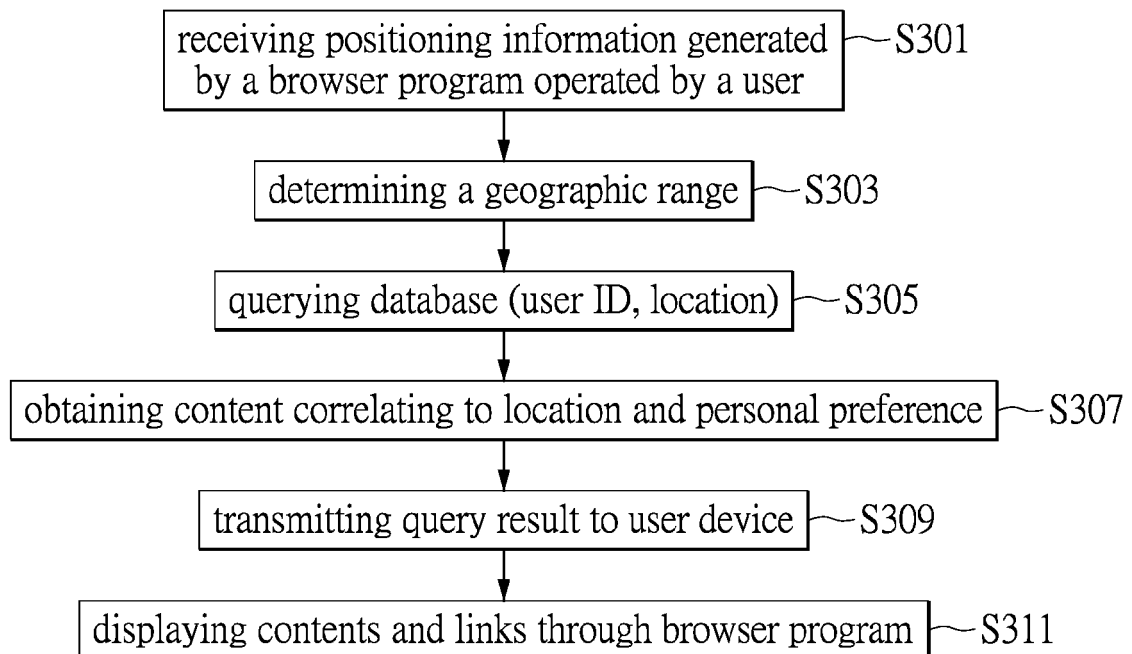 receiving positioning information generated
by a browser program operated by a user
S301
determining a geographic range
S303
querying database (user ID, location)
S305
obtaining content correlating to location and personal preference
S307
transmitting query result to user device
S309
displaying contents and links through browser program
S311